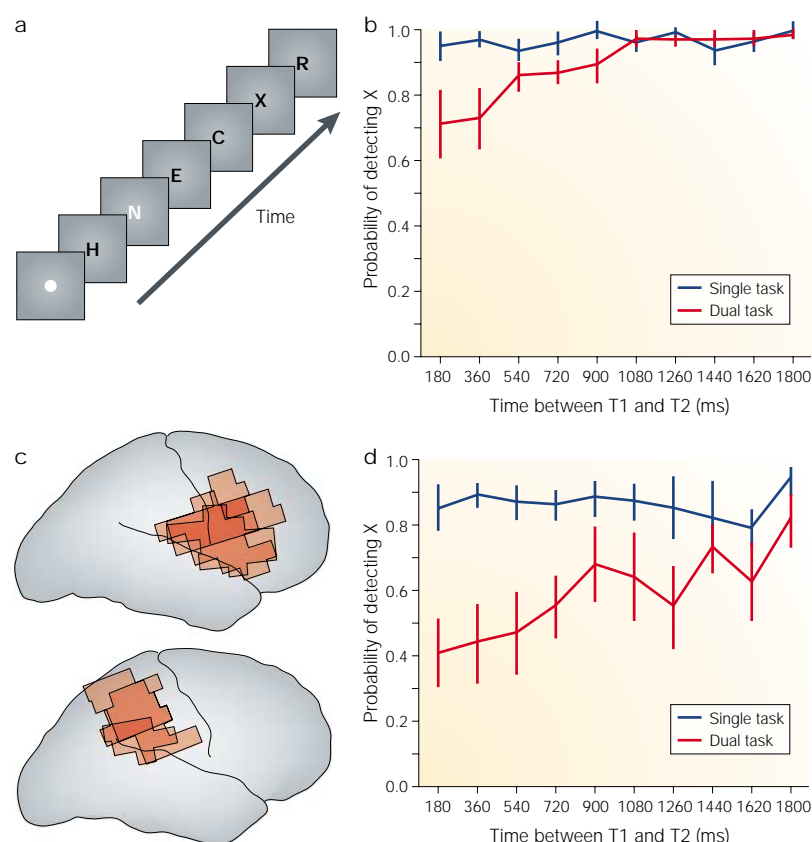 a
R
X
C
E
N
H
Time
b
Probability of detecting X
1.0
0.8
0.6
0.4
0.2
0.0
Single task
Dual task
180 360 540 720 900 1080 1260 1440 1620 1800
Time between T1 and T2 (ms)
c
d
Probability of detecting X
1.0
0.8
0.6
0.4
0.2
0.0
Single task
Dual task
180 360 540 720 900 1080 1260 1440 1620 1800
Time between T1 and T2 (ms)